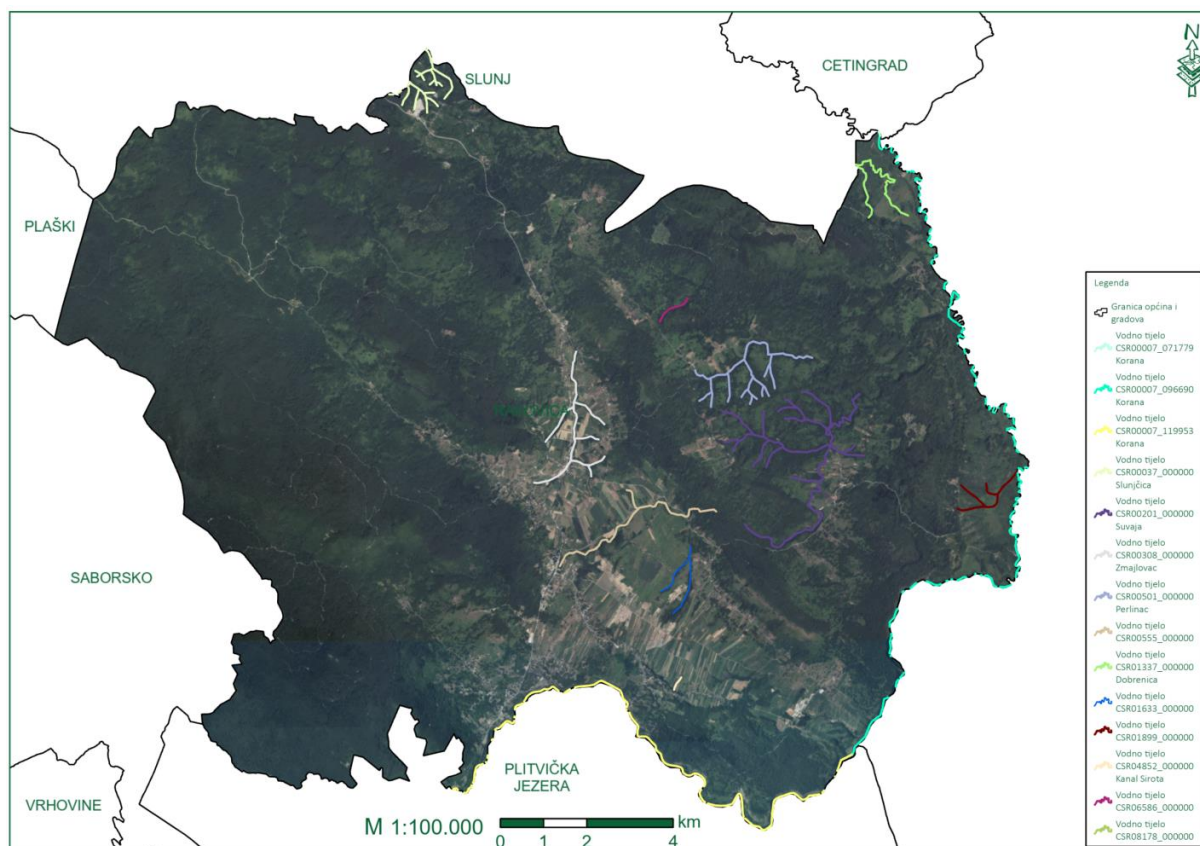 N
CETINGRAD
SLUNJ
PLAŠKI
SABORSKO
PLITVIČKA
JEZERA
VRHOVINE
M 1:100.000
km
0 1 2 4
Legenda
Granica općina i
gradova
Vodno tijelo
CSR00007_071779
Korana
Vodno tijelo
CSR00007_096690
Korana
Vodno tijelo
CSR00007_119953
Korana
Vodno tijelo
CSR00037_000000
Slunjčica
Vodno tijelo
CSR00201_000000
Suvaja
Vodno tijelo
CSR00308_000000
Zmajlovac
Vodno tijelo
CSR00501_000000
Perlinac
Vodno tijelo
CSR00555_000000
Vodno tijelo
CSR01337_000000
Dobrenica
Vodno tijelo
CSR01633_000000
Vodno tijelo
CSR01899_000000
Vodno tijelo
CSR04852_000000
Kanal Sirota
Vodno tijelo
CSR06586_000000
Vodno tijelo
CSR08178_000000